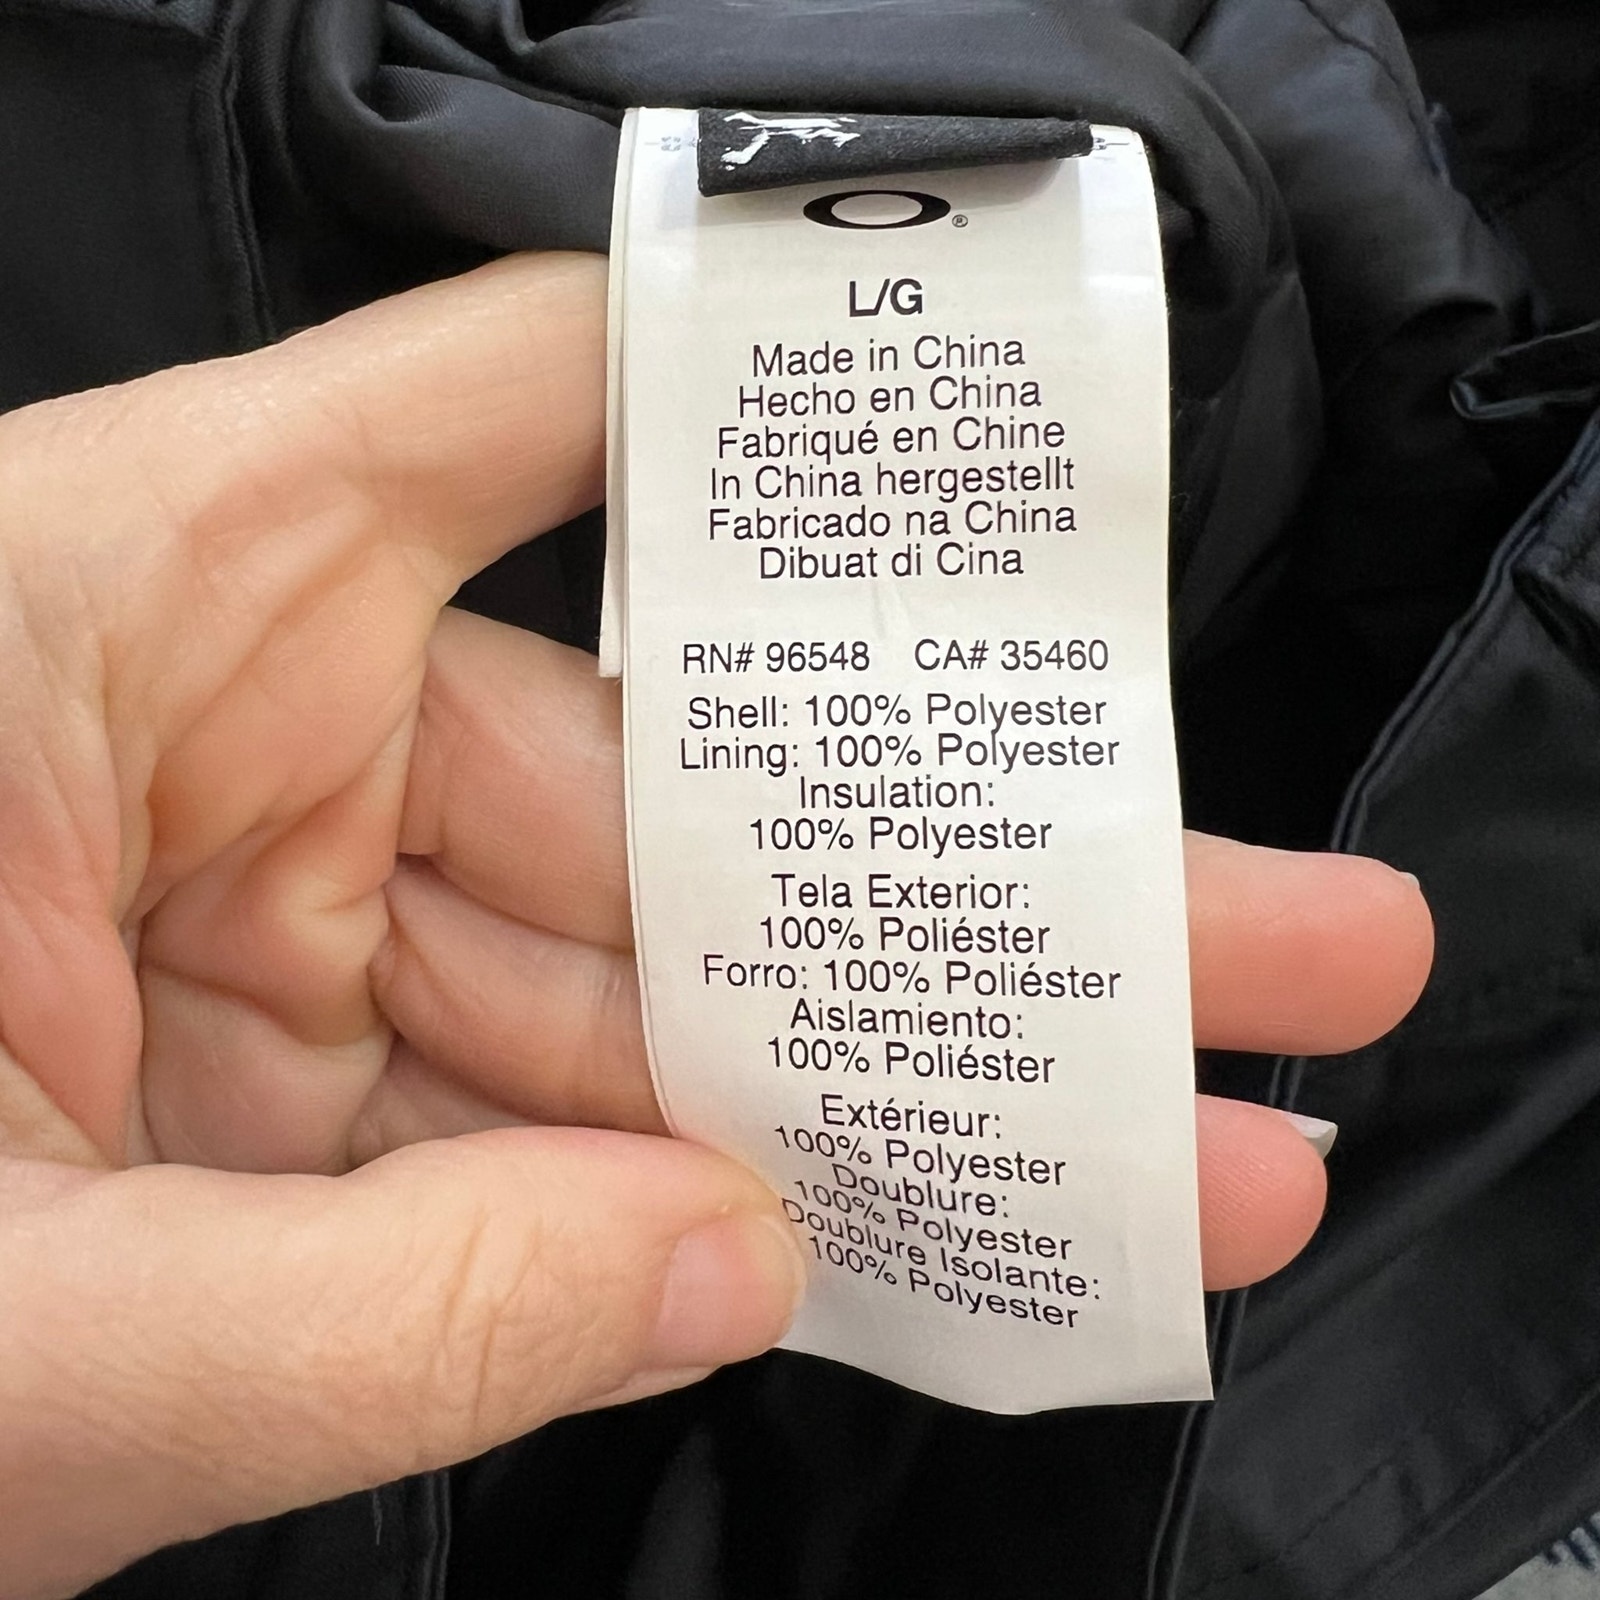 ®
L/G
Made in China
Hecho en China
Fabriqué en Chine
In China hergestellt
Fabricado na China
Dibuat di Cina
RN# 96548 CA# 35460
Shell: 100% Polyester
Lining: 100% Polyester
Insulation:
100% Polyester
Tela Exterior:
100% Poliéster
Forro: 100% Poliéster
Aislamiento:
100% Poliéster
Extérieur:
100% Polyester
Doublure:
100% Polyester
Doublure Isolante:
100% Polyester